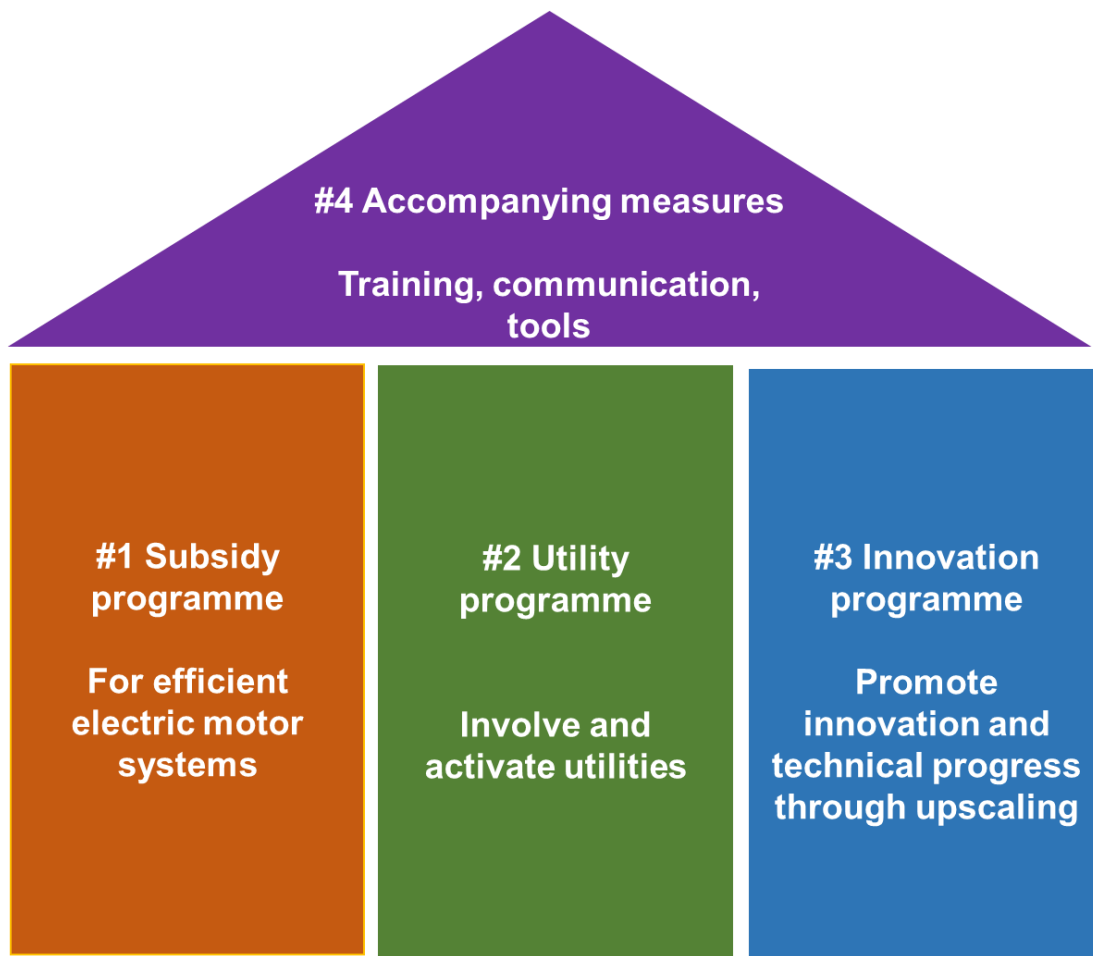 #4 Accompanying measures
Training, communication,
tools
#1 Subsidy
programme
For efficient
electric motor
systems
#2 Utility
programme
Involve and
activate utilities
#3 Innovation
programme
Promote
innovation and
technical progress
through upscaling